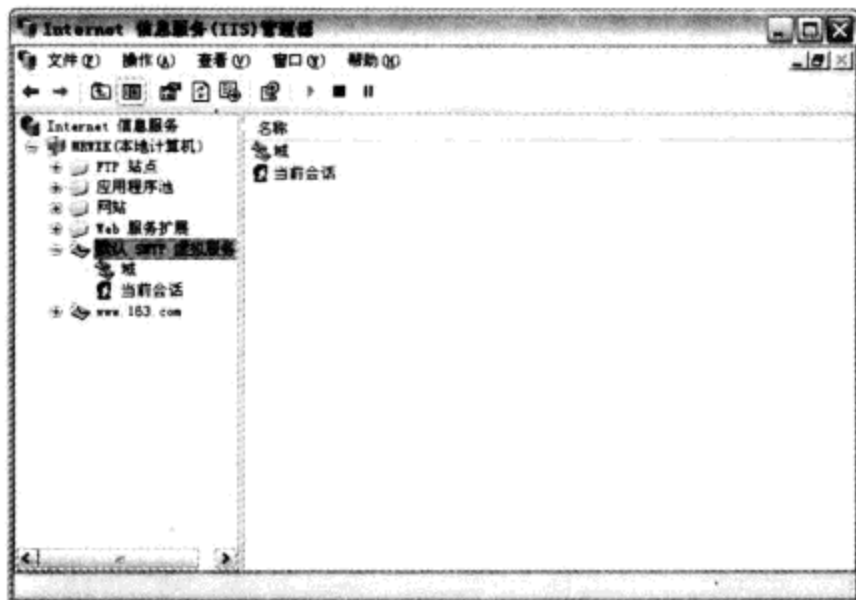 Internet 信息服务(IIS)管理器
文件(F) 操作(A) 查看(V) 窗口(W) 帮助(H)
Internet 信息服务
(本地计算机)
FTP 站点
应用程序池
网站
Web 服务扩展
默认 SMTP 虚拟服务
域
当前会话
www.163.com
名称
域
当前会话